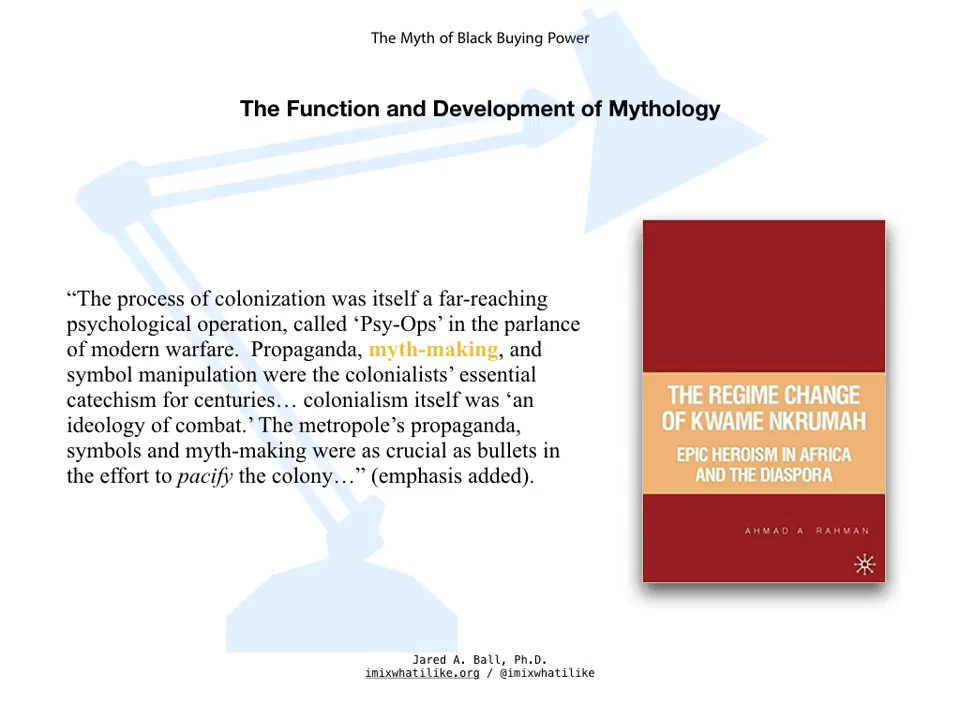 The Myth of Black Buying Power
The Function and Development of Mythology
“The process of colonization was itself a far-reaching
psychological operation, called ‘Psy-Ops’ in the parlance
of modern warfare.  Propaganda, myth-making, and
symbol manipulation were the colonialists’ essential
catechism for centuries… colonialism itself was ‘an
ideology of combat.’ The metropole’s propaganda,
symbols and myth-making were as crucial as bullets in
the effort to pacify the colony…” (emphasis added).
THE REGIME CHANGE
OF KWAME NKRUMAH
EPIC HEROISM IN AFRICA
AND THE DIASPORA
AHMAD A. RAHMAN
Jared A. Ball, Ph.D.
imixwhatilike.org / @imixwhatilike